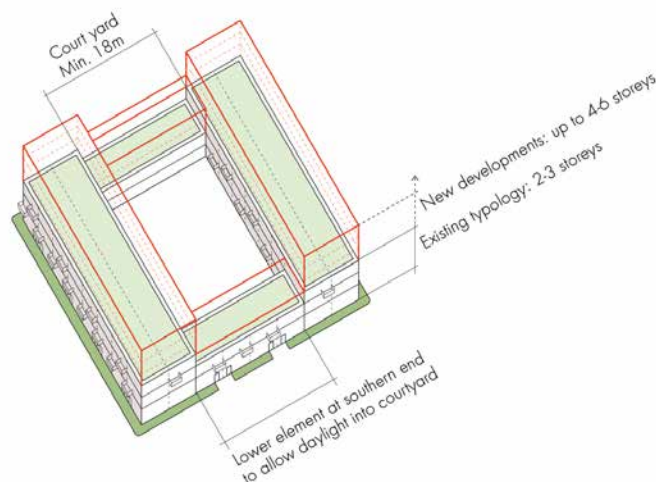 Court yard
Min. 18m
New developments: up to 4-6 storeys
Existing typology: 2-3 storeys
Lower element at southern end
to allow daylight into courtyard